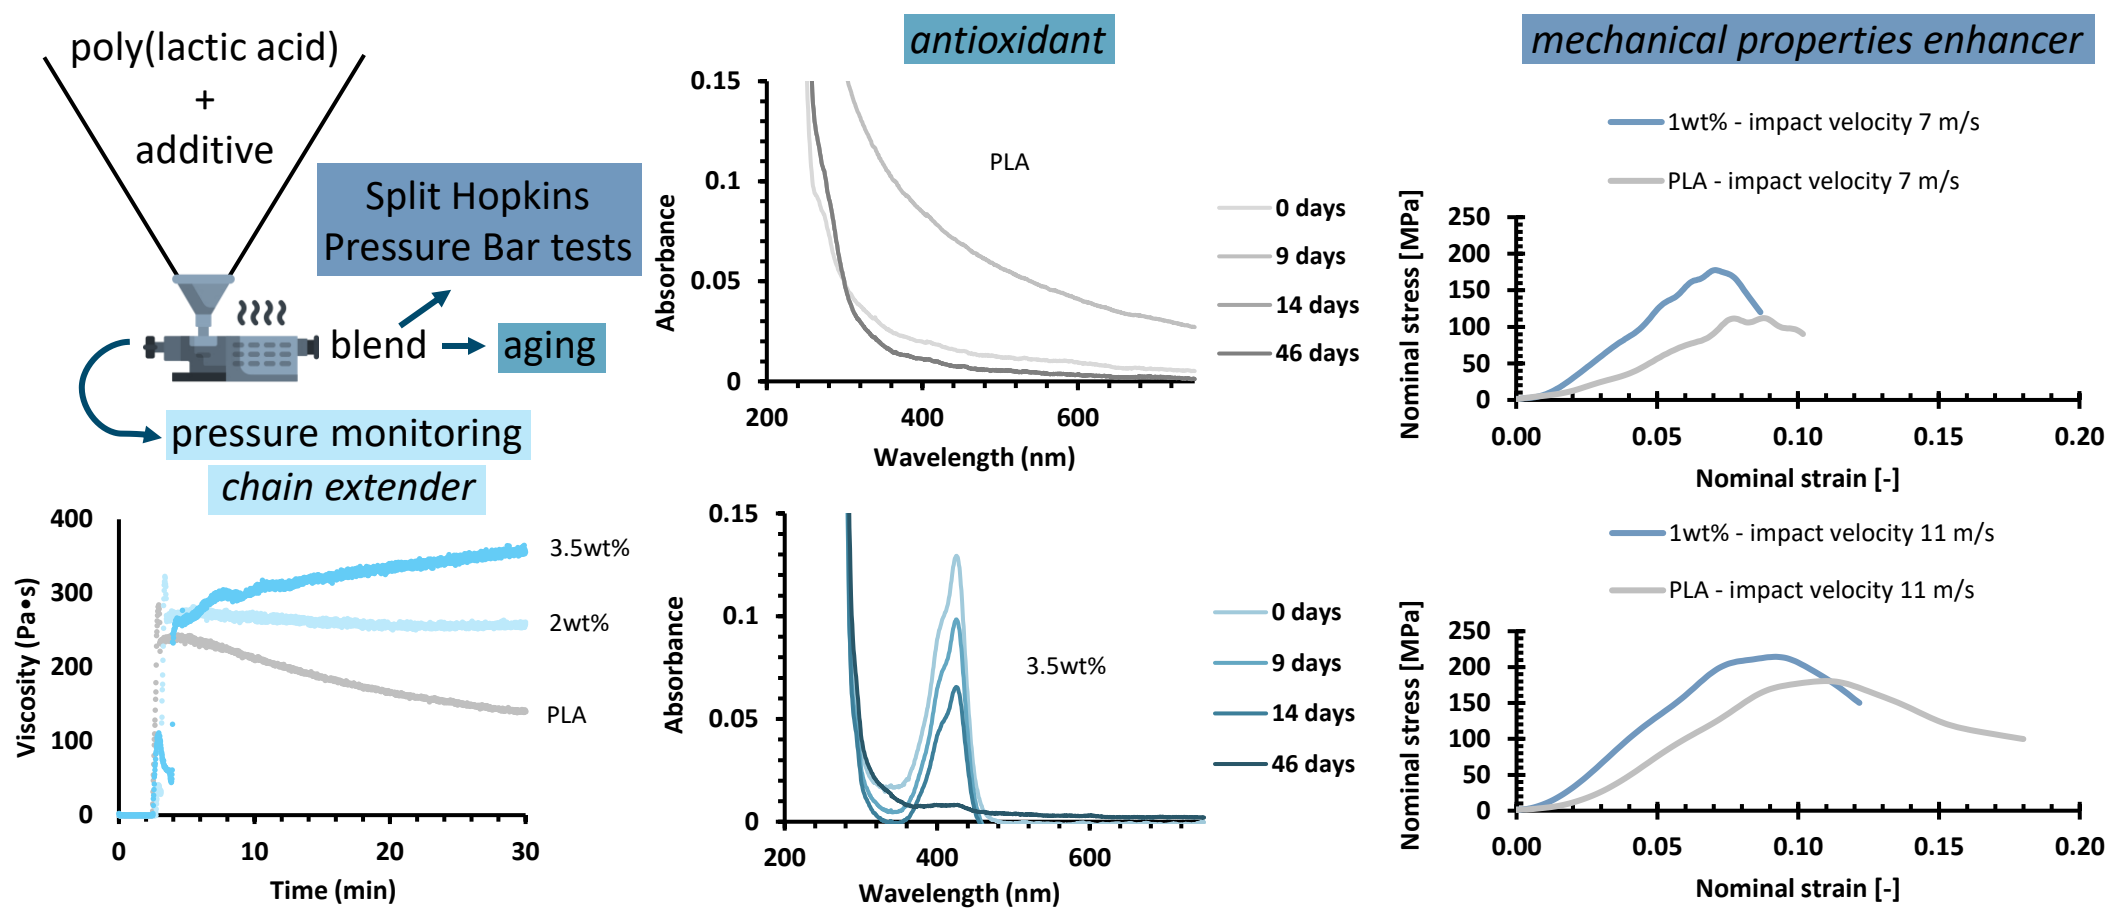 poly(lactic acid)
+
additive
Split Hopkins
Pressure Bar tests
blend
aging
pressure monitoring
chain extender
400
300
200
100
0
Viscosity (Pa•s)
3.5wt%
2wt%
PLA
0
10
20
30
Time (min)
antioxidant
0.15
0.1
0.05
0
Absorbance
PLA
0 days
9 days
14 days
46 days
200
400
600
Wavelength (nm)
0.15
0.1
0.05
0
Absorbance
3.5wt%
0 days
9 days
14 days
46 days
200
400
600
Wavelength (nm)
mechanical properties enhancer
1wt% - impact velocity 7 m/s
PLA - impact velocity 7 m/s
250
200
150
100
50
0
Nominal stress [MPa]
0.00
0.05
0.10
0.15
0.20
Nominal strain [-]
1wt% - impact velocity 11 m/s
PLA - impact velocity 11 m/s
250
200
150
100
50
0
Nominal stress [MPa]
0.00
0.05
0.10
0.15
0.20
Nominal strain [-]